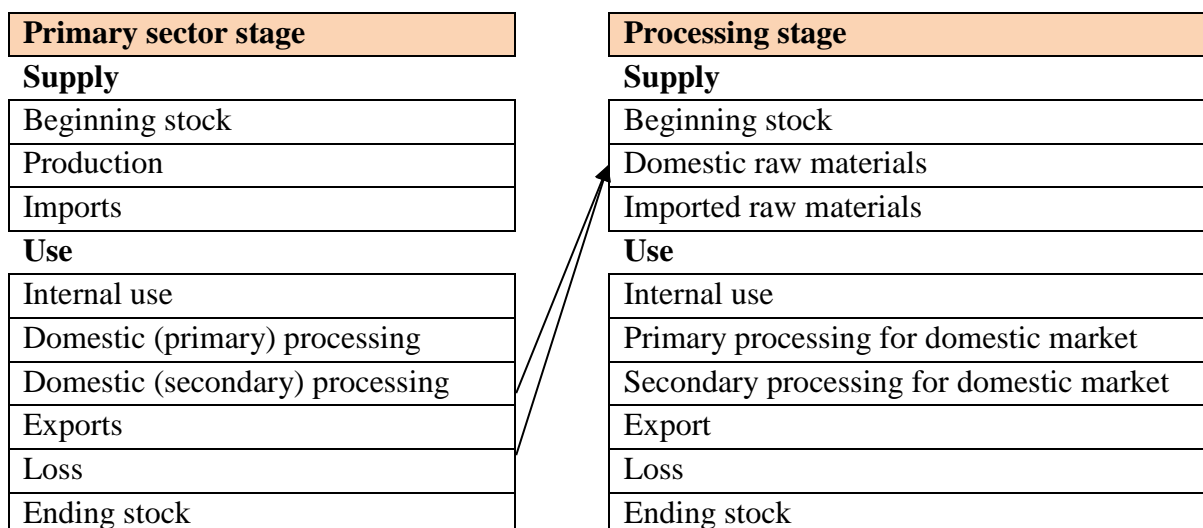 Primary sector stage
Supply
Beginning stock
Production
Imports
Use
Internal use
Domestic (primary) processing
Domestic (secondary) processing
Exports
Loss
Ending stock
Processing stage
Supply
Beginning stock
Domestic raw materials
Imported raw materials
Use
Internal use
Primary processing for domestic market
Secondary processing for domestic market
Export
Loss
Ending stock